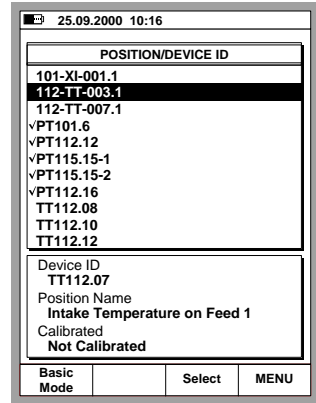 25.09.2000 10:16
POSITION/DEVICE ID
101-XI-001.1
112-TT-003.1
112-TT-007.1
√PT101.6
√PT112.12
√PT115.15-1
√PT115.15-2
√PT112.16
TT112.08
TT112.10
TT112.12
Device ID
TT112.07
Position Name
Intake Temperature on Feed 1
Calibrated
Not Calibrated
Basic Mode Select MENU